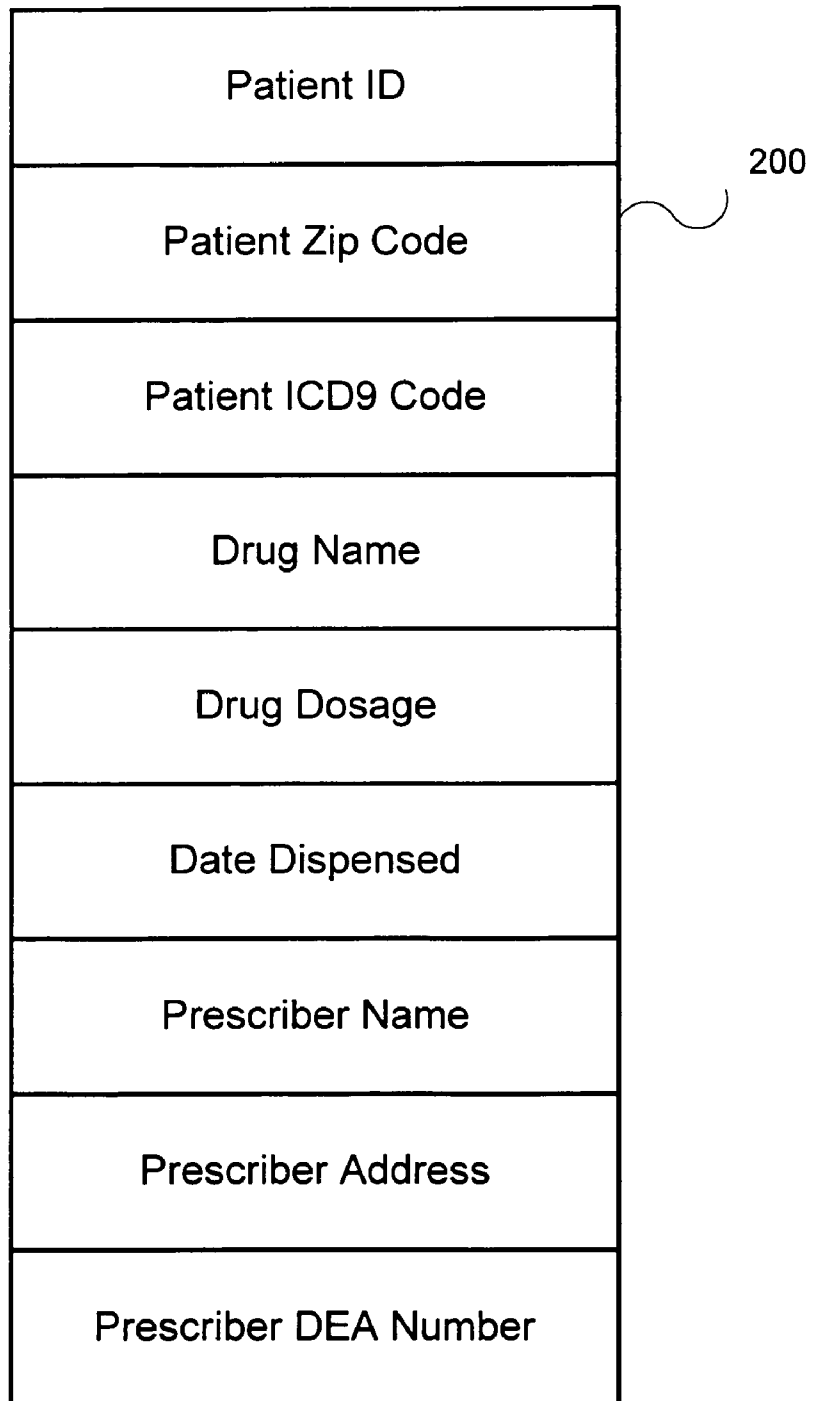 Patient ID
200
Patient Zip Code
Patient ICD9 Code
Drug Name
Drug Dosage
Date Dispensed
Prescriber Name
Prescriber Address
Prescriber DEA Number